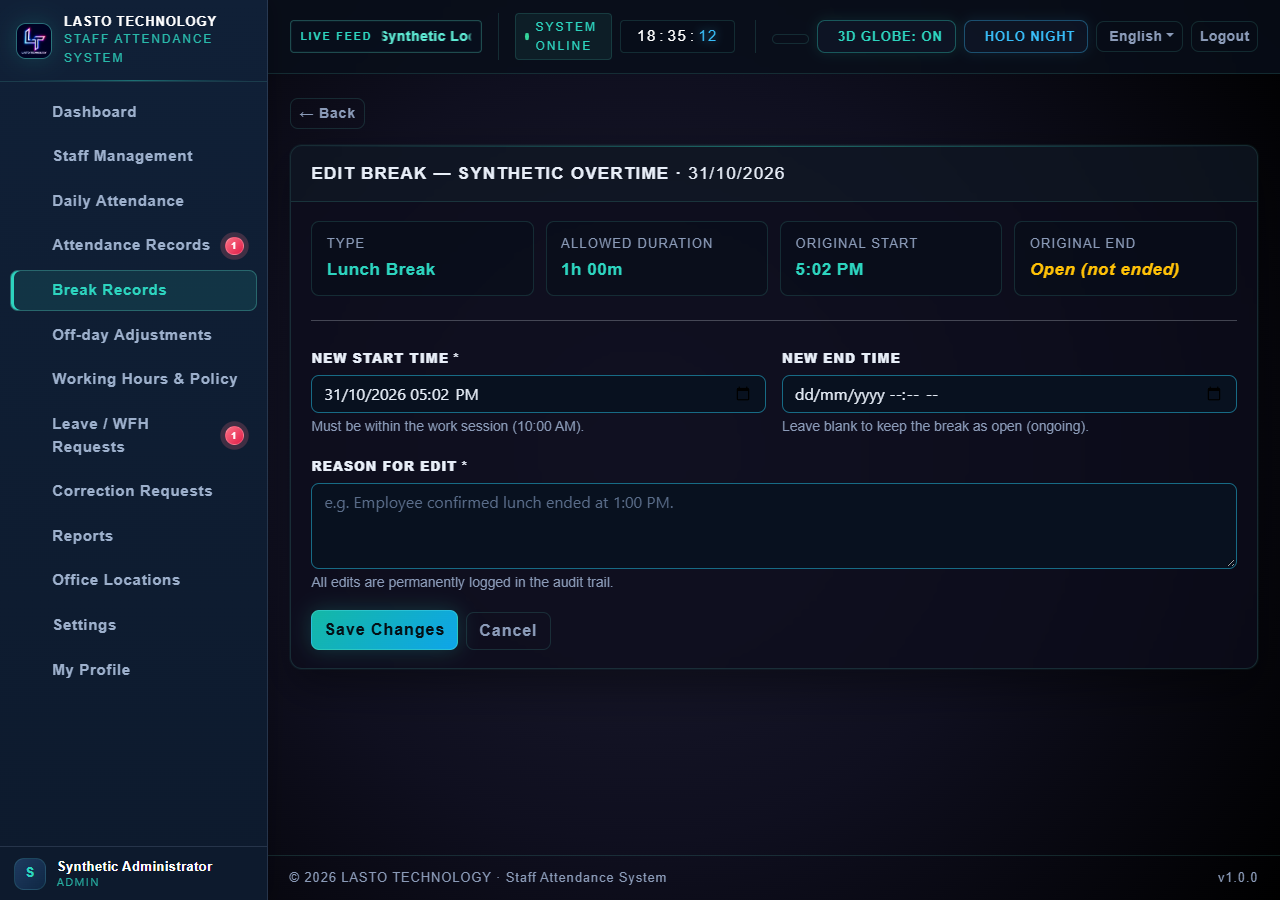 LASTO TECHNOLOGY
STAFF ATTENDANCE
SYSTEM
LIVE FEED
Synthetic
SYSTEM
ONLINE
18:35:12
3D GLOBE: ON
HOLO NIGHT
English
Logout
Dashboard
Staff Management
Daily Attendance
Attendance Records 1
Break Records
Off-day Adjustments
Working Hours & Policy
Leave / WFH
Requests
1
Correction Requests
Reports
Office Locations
Settings
My Profile
S
Synthetic Administrator
ADMIN
← Back
EDIT BREAK — SYNTHETIC OVERTIME · 31/10/2026
TYPE
Lunch Break
ALLOWED DURATION
1h 00m
ORIGINAL START
5:02 PM
ORIGINAL END
Open (not ended)
NEW START TIME *
31/10/2026 05:02 PM
Must be within the work session (10:00 AM).
NEW END TIME
dd/mm/yyyy --:-- --
Leave blank to keep the break as open (ongoing).
REASON FOR EDIT *
e.g. Employee confirmed lunch ended at 1:00 PM.
All edits are permanently logged in the audit trail.
Save Changes
Cancel
© 2026 LASTO TECHNOLOGY · Staff Attendance System
v1.0.0